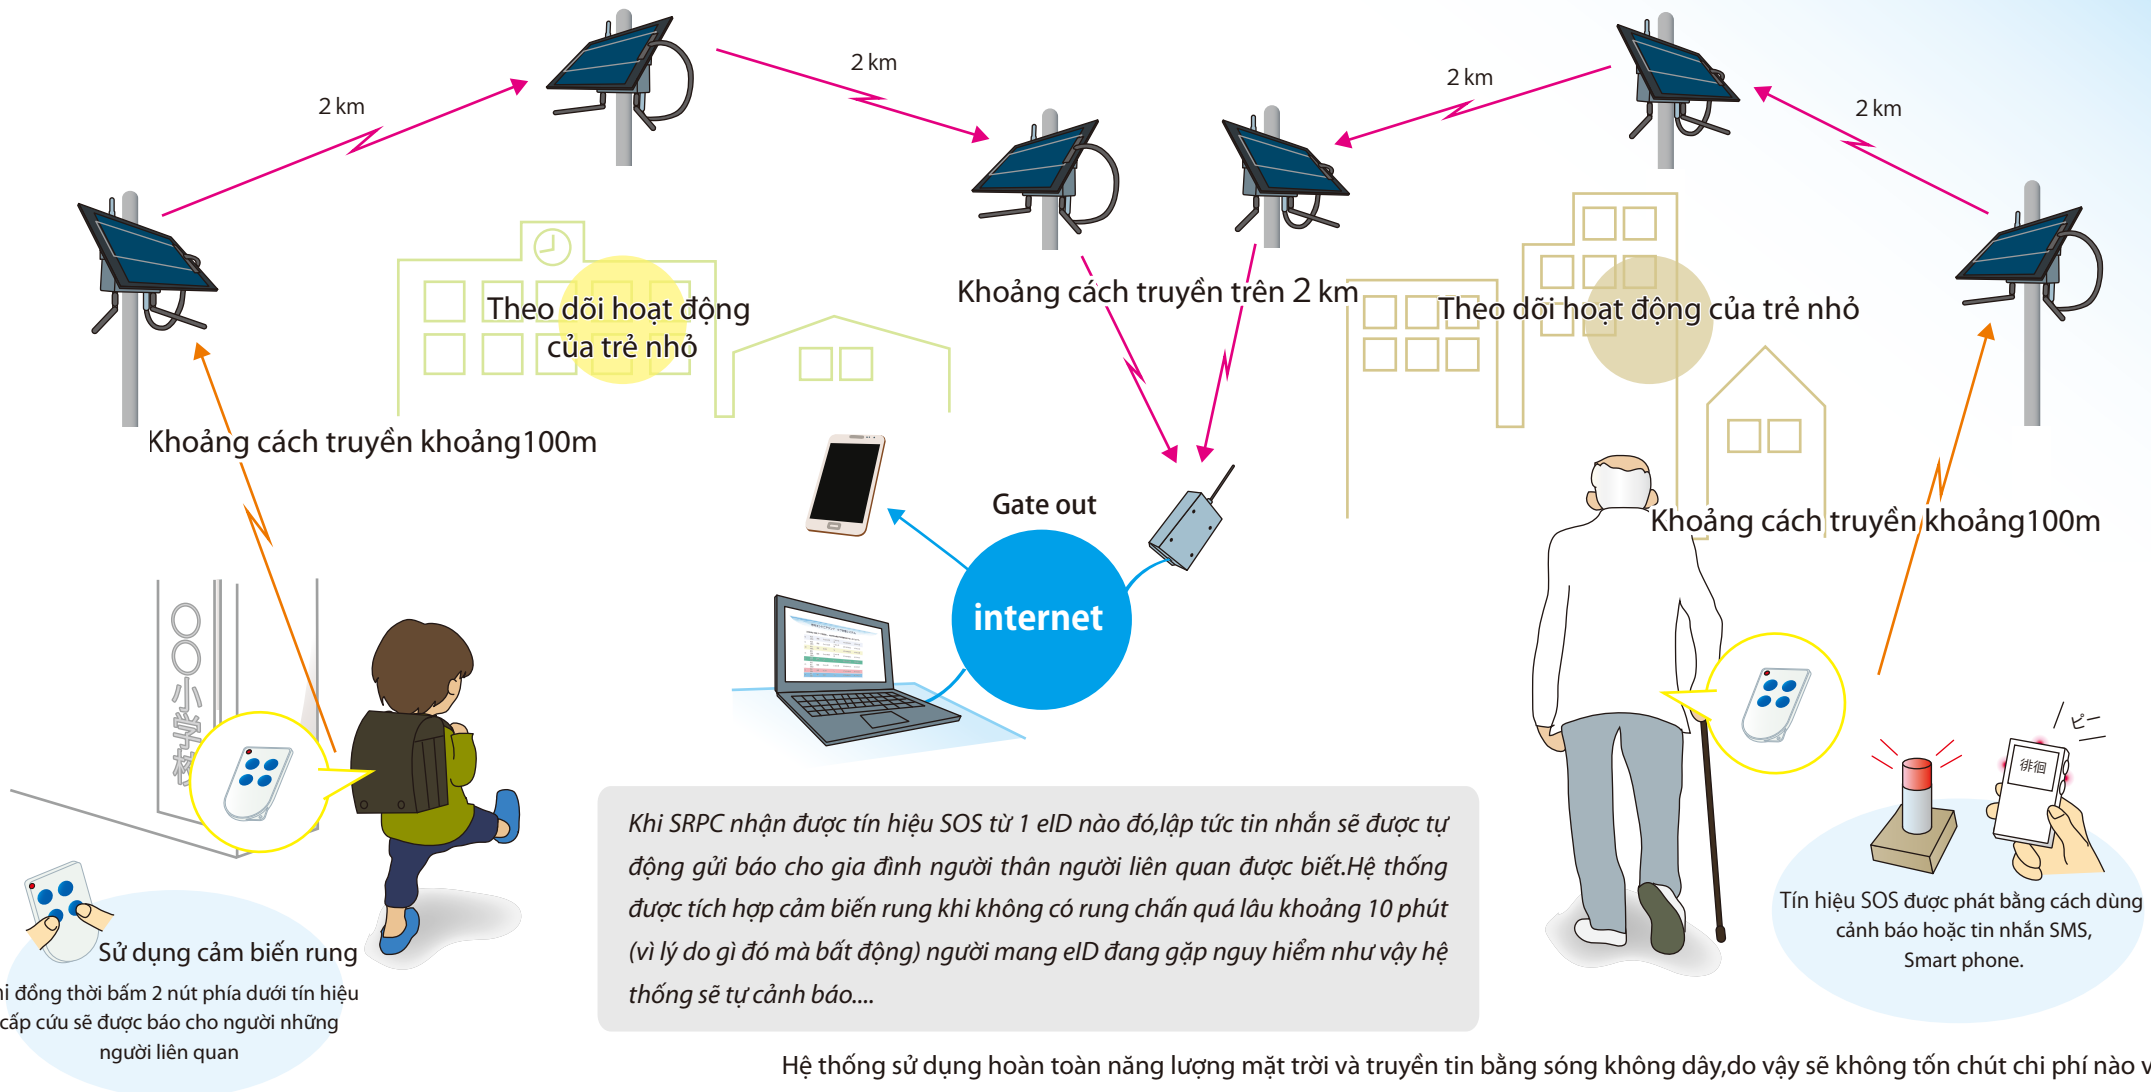 2 km
2 km
2 km
2 km
Khoảng cách truyền trên 2 km
Theo dõi hoạt động
của trẻ nhỏ
Theo dõi hoạt động của trẻ nhỏ
Khoảng cách truyền khoảng100m
Gate out
Khoảng cách truyền khoảng100m
internet
〇〇小学校
ピー
徘徊
Khi SRPC nhận được tín hiệu SOS từ 1 eID nào đó,lập tức tin nhắn sẽ được tự
động gửi báo cho gia đình người thân người liên quan được biết.Hệ thống
được tích hợp cảm biến rung khi không có rung chấn quá lâu khoảng 10 phút
(vì lý do gì đó mà bất động) người mang eID đang gặp nguy hiểm như vậy hệ
thống sẽ tự cảnh báo....
Tín hiệu SOS được phát bằng cách dùng
cảnh báo hoặc tin nhắn SMS,
Smart phone.
Sử dụng cảm biến rung
đồng thời bấm 2 nút phía dưới tín hiệu
cấp cứu sẽ được báo cho người những
người liên quan
Hệ thống sử dụng hoàn toàn năng lượng mặt trời và truyền tin bằng sóng không dây,do vậy sẽ không tốn chút chi phí nào